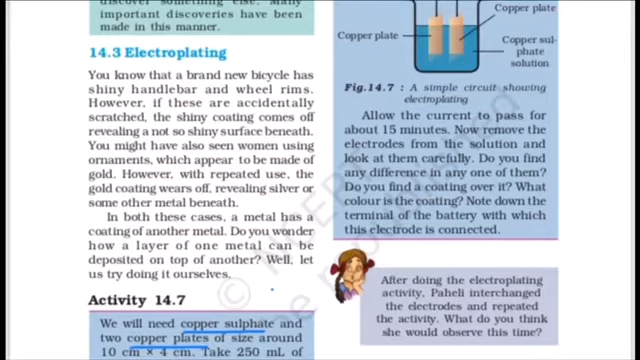 discover something else. Many
important discoveries have been
made in this manner.
14.3 Electroplating
You know that a brand new bicycle has
shiny handlebar and wheel rims.
However, if these are accidentally
scratched, the shiny coating comes off
revealing a not so shiny surface beneath.
You might have also seen women using
ornaments, which appear to be made of
gold. However, with repeated use, the
gold coating wears off, revealing silver or
some other metal beneath.
In both these cases, a metal has a
coating of another metal. Do you wonder
how a layer of one metal can be
deposited on top of another? Well, let
us try doing it ourselves.
Activity 14.7
We will need copper sulphate and
two copper plates of size around
10 cm × 4 cm. Take 250 mL of
Copper plate
Copper plate
Copper sul-
phate
solution
Fig.14.7 : A simple circuit showing
electroplating
Allow the current to pass for
about 15 minutes. Now remove the
electrodes from the solution and
look at them carefully. Do you find
any difference in any one of them?
Do you find a coating over it? What
colour is the coating? Note down the
terminal of the battery with which
this electrode is connected.
After doing the electroplating
activity, Paheli interchanged
the electrodes and repeated
the activity. What do you think
she would observe this time?